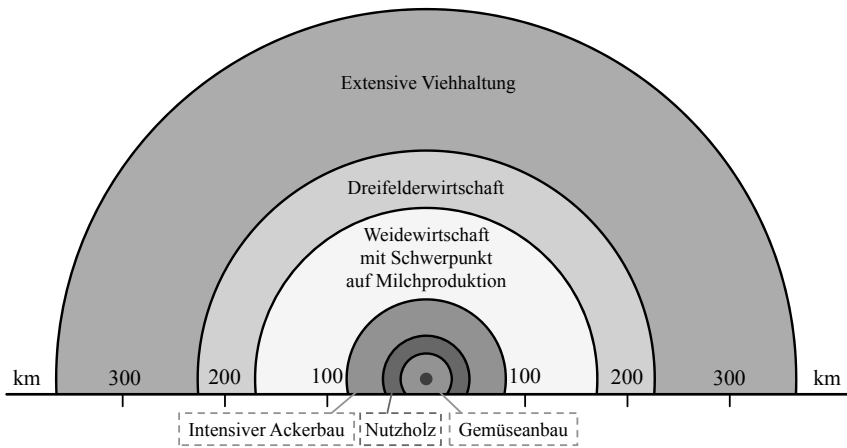 Extensive Viehhaltung
Dreifelderwirtschaft
Weidewirtschaft
mit Schwerpunkt
auf Milchproduktion
km 300 200 100 100 200 300 km
Intensiver Ackerbau Nutzholz Gemüseanbau